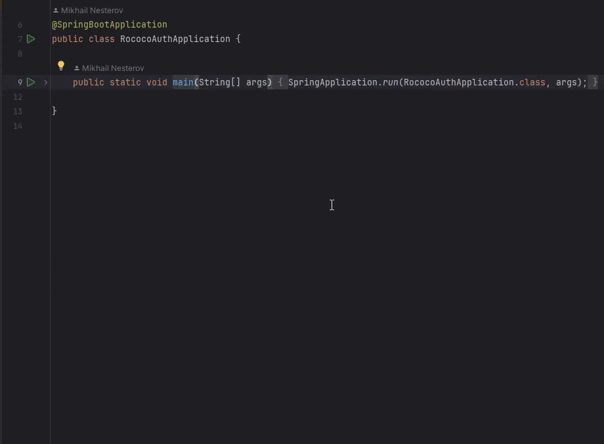 Mikhail Nesterov
6 @SpringBootApplication
7 public class RococoAuthApplication {
8
Mikhail Nesterov
9 public static void main(String[] args) { SpringApplication.run(RococoAuthApplication.class, args); }
12
13 }
14